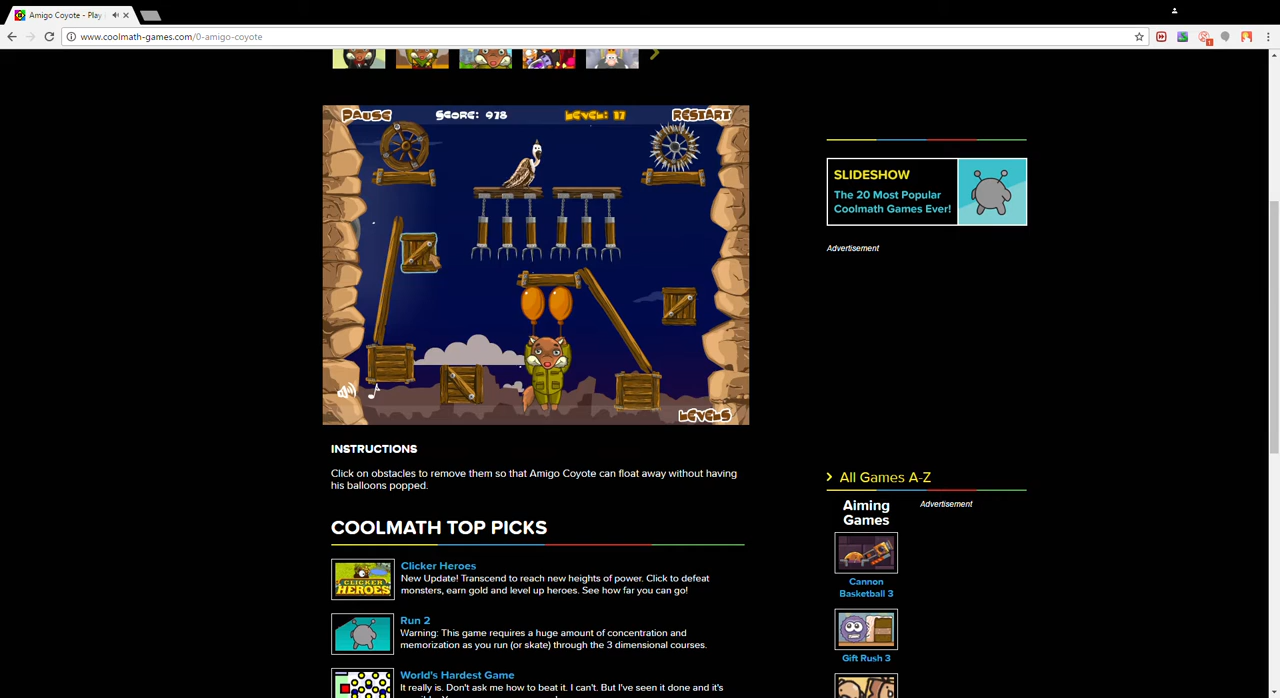 Amigo Coyote - Play
www.coolmath-games.com/0-amigo-coyote
PAUSE
SCORE: 978
LEVEL: 17
RESTART
LEVELS
SLIDESHOW
The 20 Most Popular
Coolmath Games Ever!
Advertisement
INSTRUCTIONS
Click on obstacles to remove them so that Amigo Coyote can float away without having
his balloons popped.
COOLMATH TOP PICKS
CLICKER
HEROES
Clicker Heroes
New Update! Transcend to reach new heights of power. Click to defeat
monsters, earn gold and level up heroes. See how far you can go!
Run 2
Warning: This game requires a huge amount of concentration and
memorization as you run (or skate) through the 3 dimensional courses.
World's Hardest Game
It really is. Don't ask me how to beat it. I can't. But I've seen it done and it's
All Games A-Z
Aiming
Games
Advertisement
Cannon
Basketball 3
Gift Rush 3